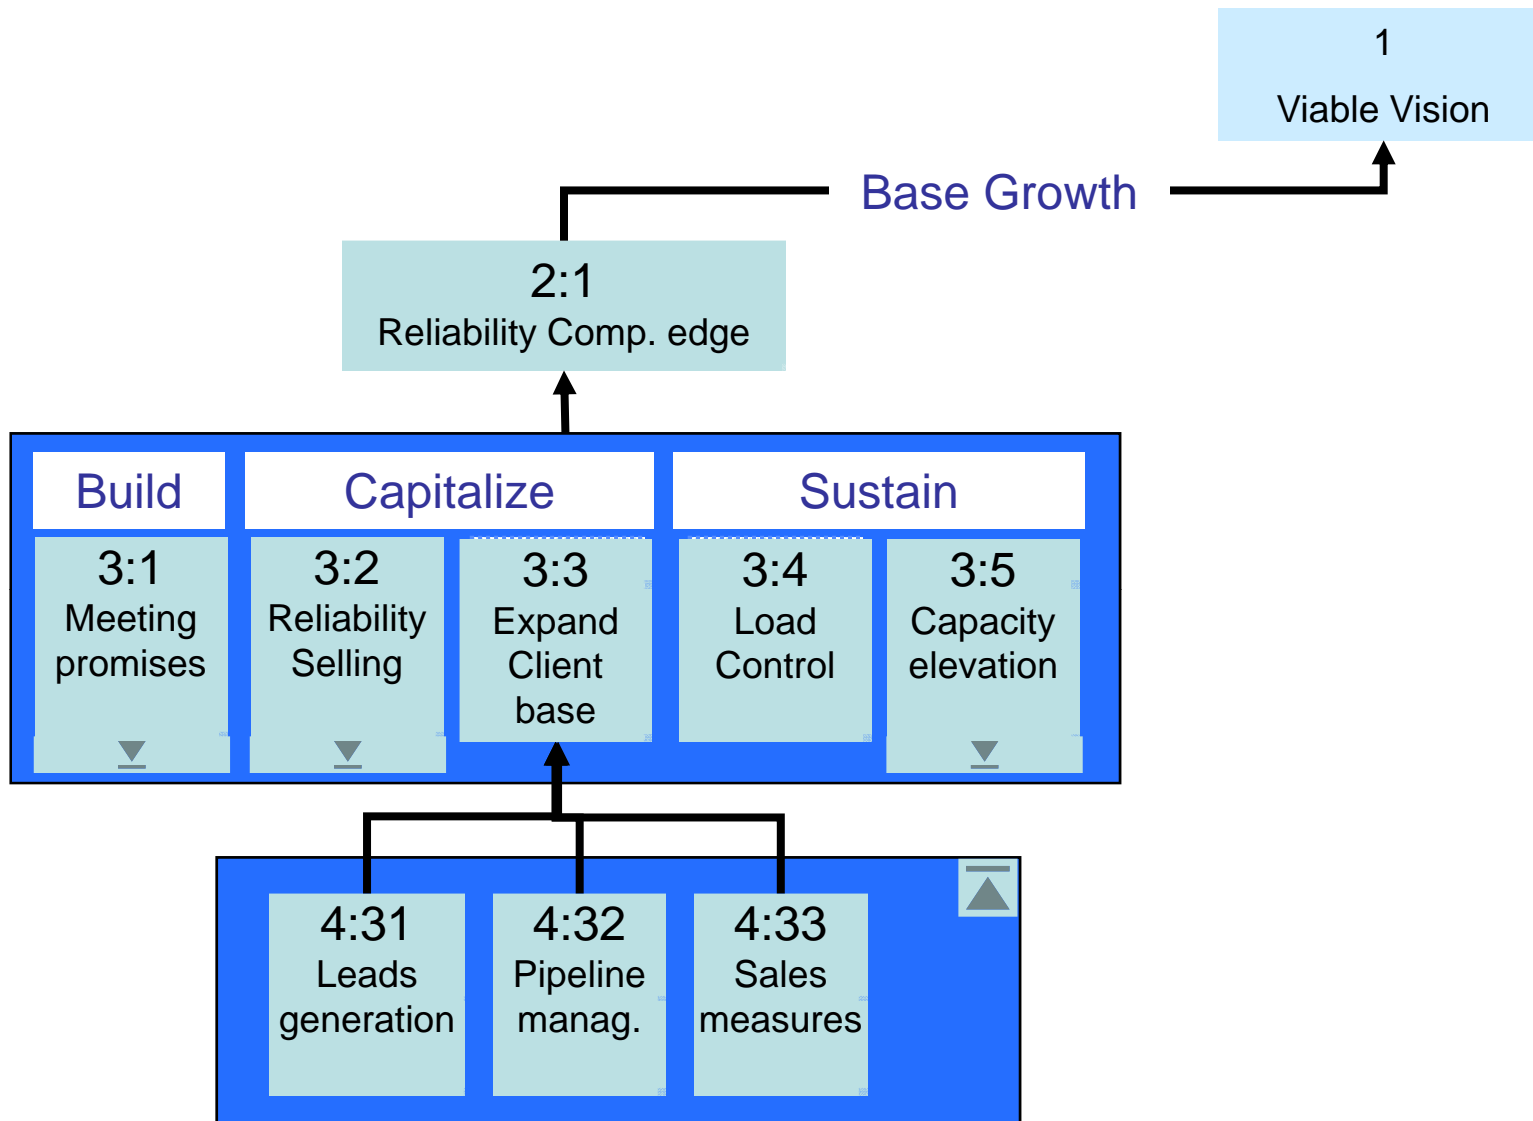 1
Viable Vision
Base Growth
2:1
Reliability Comp. edge
Build
Capitalize
Sustain
3:1
Meeting
promises
3:2
Reliability
Selling
3:3
Expand
Client
base
3:4
Load
Control
3:5
Capacity
elevation
4:31
Leads
generation
4:32
Pipeline
manag.
4:33
Sales
measures